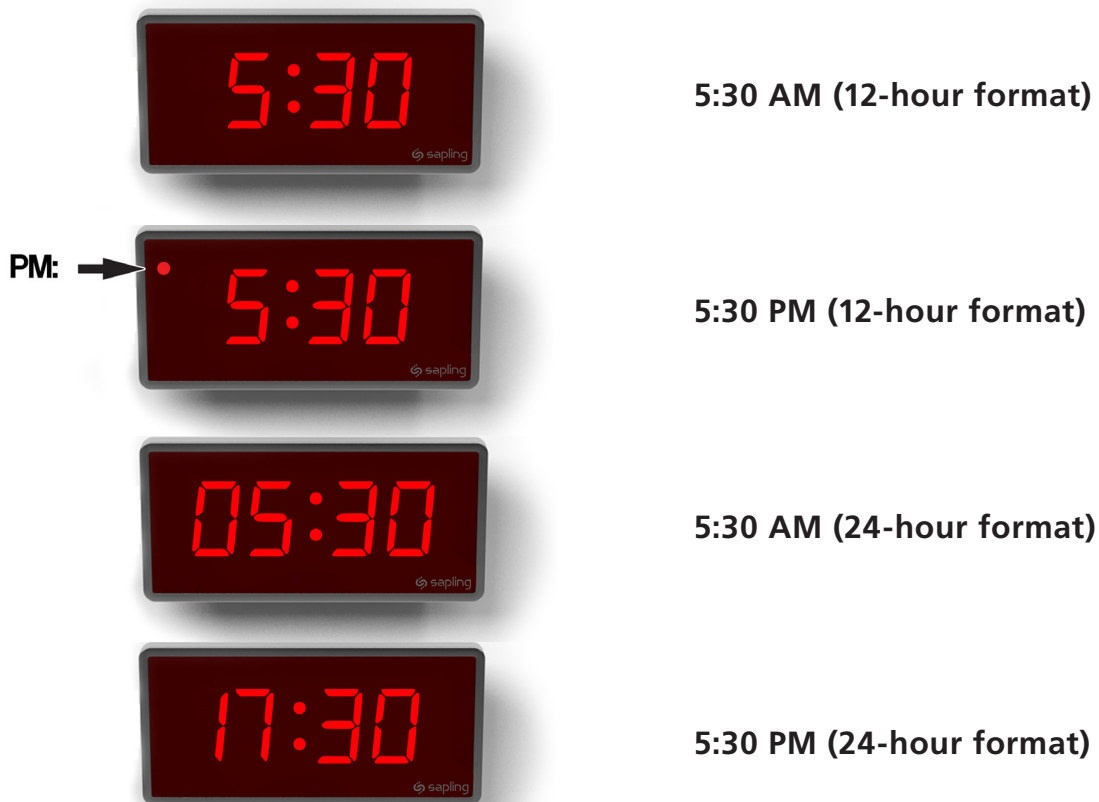 5:30
sapling
5:30 AM (12-hour format)
PM:
5:30
sapling
5:30 PM (12-hour format)
05:30
sapling
5:30 AM (24-hour format)
17:30
sapling
5:30 PM (24-hour format)